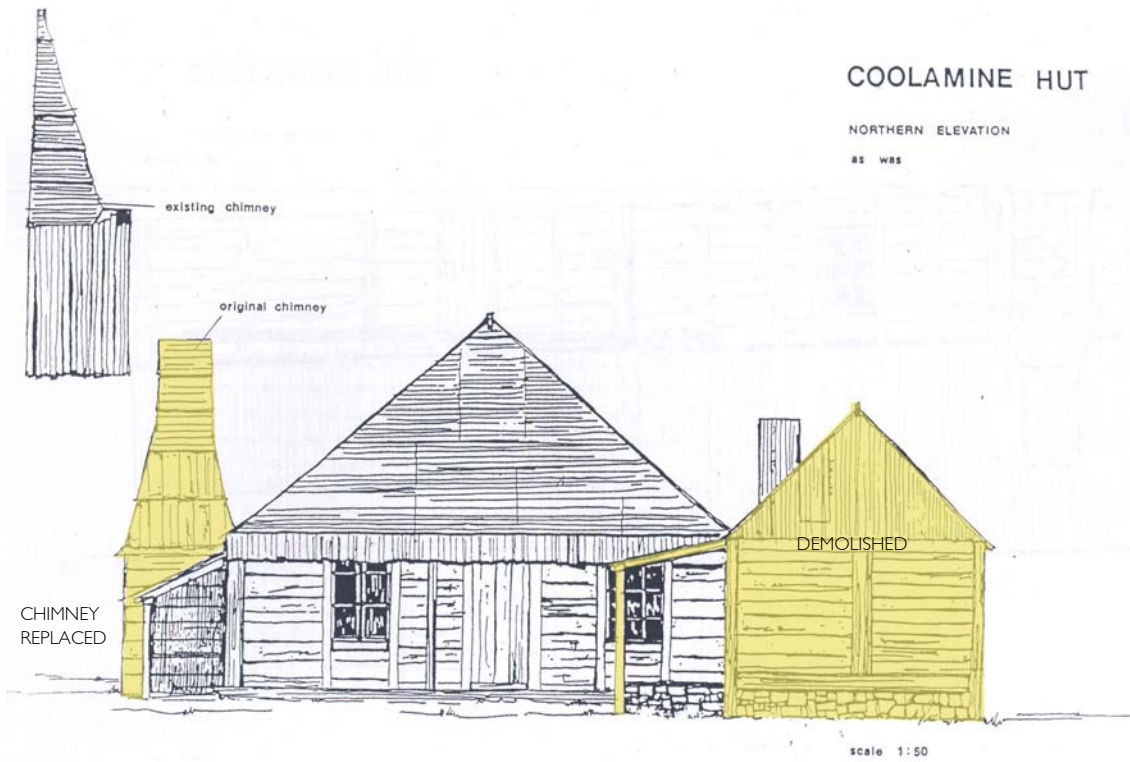 COOLAMINE HUT
NORTHERN ELEVATION
as was
existing chimney
original chimney
DEMOLISHED
CHIMNEY
REPLACED
scale 1:50